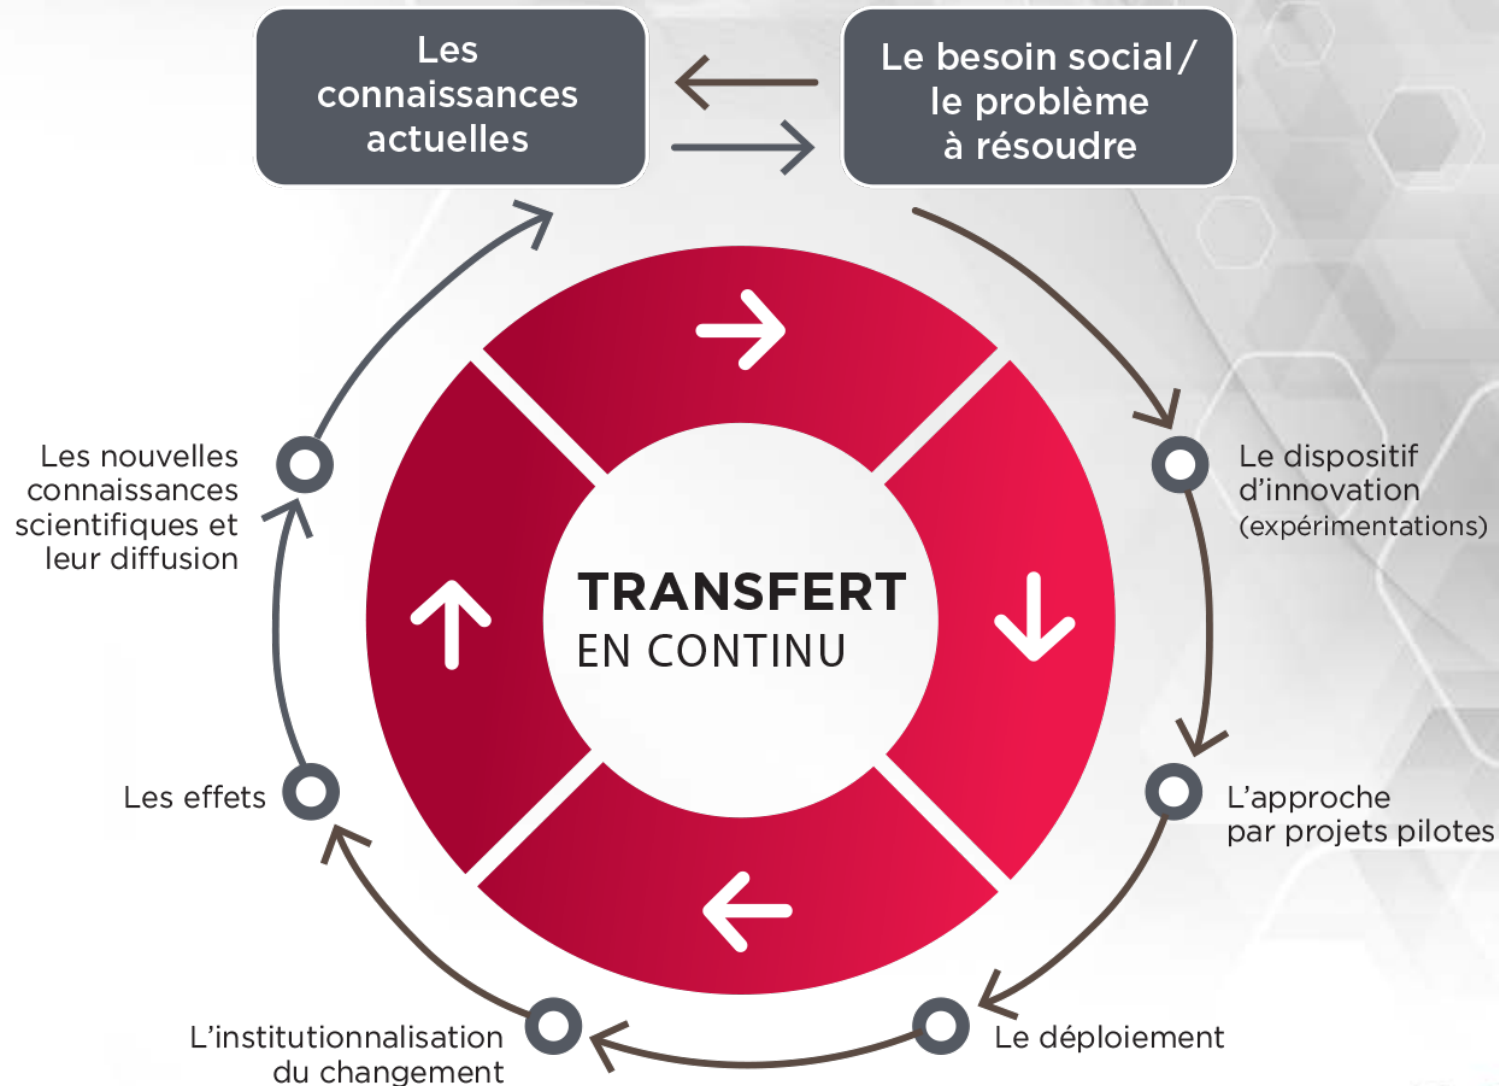 Les
connaissances
actuelles
Le besoin social/
le problème
à résoudre
Le dispositif
d'innovation
(expérimentations)
L'approche
par projets pilotes
Le déploiement
L'institutionnalisation
du changement
Les effets
Les nouvelles
connaissances
scientifiques et
leur diffusion
TRANSFERT
EN CONTINU